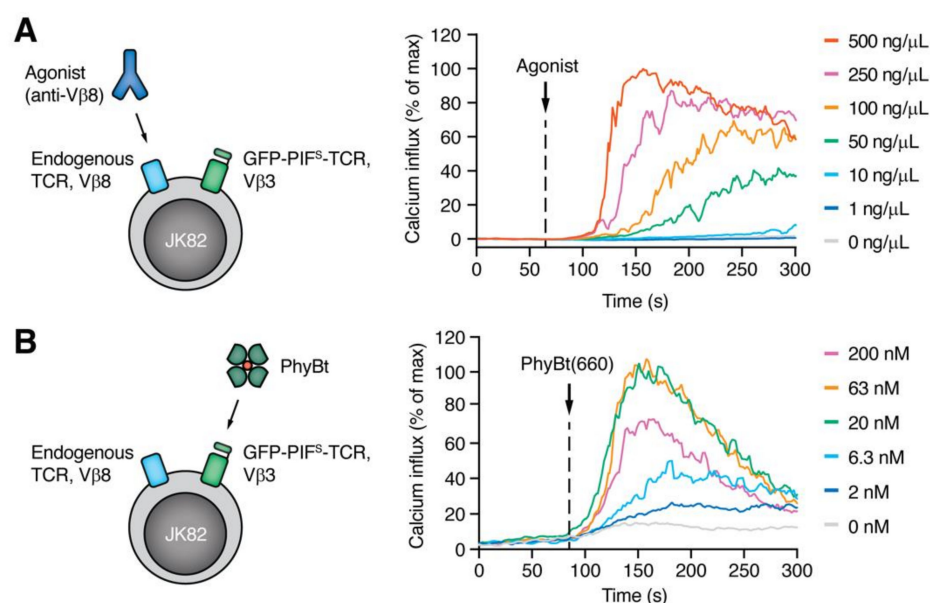 A
Agonist
(anti-Vβ8)
Endogenous
TCR, Vβ8
GFP-PIFS-TCR,
Vβ3
JK82
Calcium influx (% of max)
120
100
80
60
40
20
0
Agonist
0
50
100
150
200
250
300
Time (s)
500 ng/μL
250 ng/μL
100 ng/μL
50 ng/μL
10 ng/μL
1 ng/μL
0 ng/μL
B
PhyBt
Endogenous
TCR, Vβ8
GFP-PIFS-TCR,
Vβ3
JK82
Calcium influx (% of max)
120
100
80
60
40
20
0
PhyBt(660)
0
50
100
150
200
250
300
Time (s)
200 nM
63 nM
20 nM
6.3 nM
2 nM
0 nM